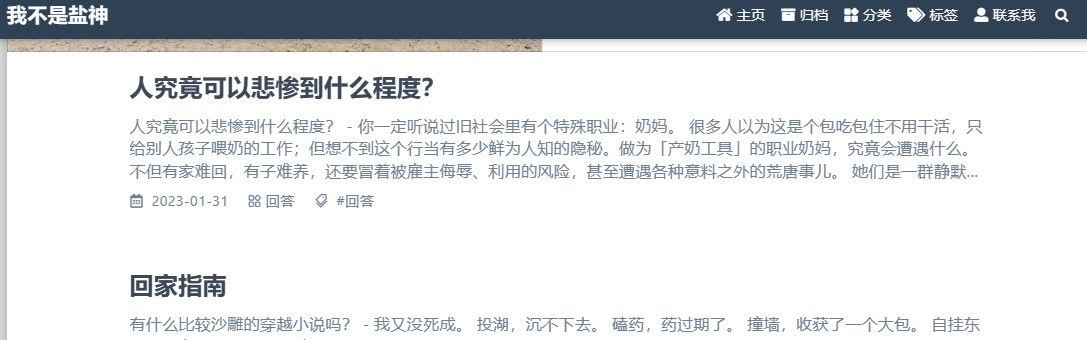 我不是盐神
主页 归档 分类 标签 联系我
人究竟可以悲惨到什么程度？
人究竟可以悲惨到什么程度？ - 你一定听说过旧社会里有个特殊职业：奶妈。 很多人以为这是个包吃包住不用干活，只
给别人孩子喂奶的工作；但想不到这个行当有多少鲜为人知的隐秘。做为「产奶工具」的职业奶妈，究竟会遭遇什么。
不但有家难回，有子难养，还要冒着被雇主侮辱、利用的风险，甚至遭遇各种意料之外的荒唐事儿。 她们是一群静默...
2023-01-31 回答 #回答
回家指南
有什么比较沙雕的穿越小说吗？ - 我又没死成。 投湖，沉不下去。 磕药，药过期了。 撞墙，收获了一个大包。 自挂东